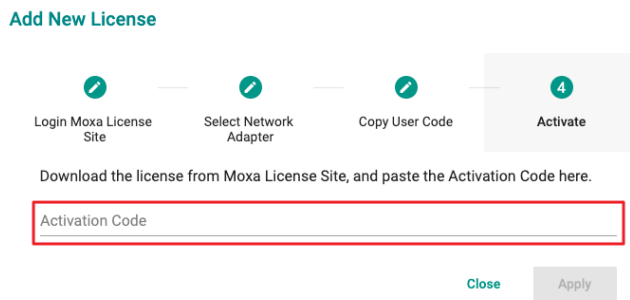 Add New License
4
Login Moxa License
Site
Select Network
Adapter
Copy User Code
Activate
Download the license from Moxa License Site, and paste the Activation Code here.
Activation Code
Close
Apply